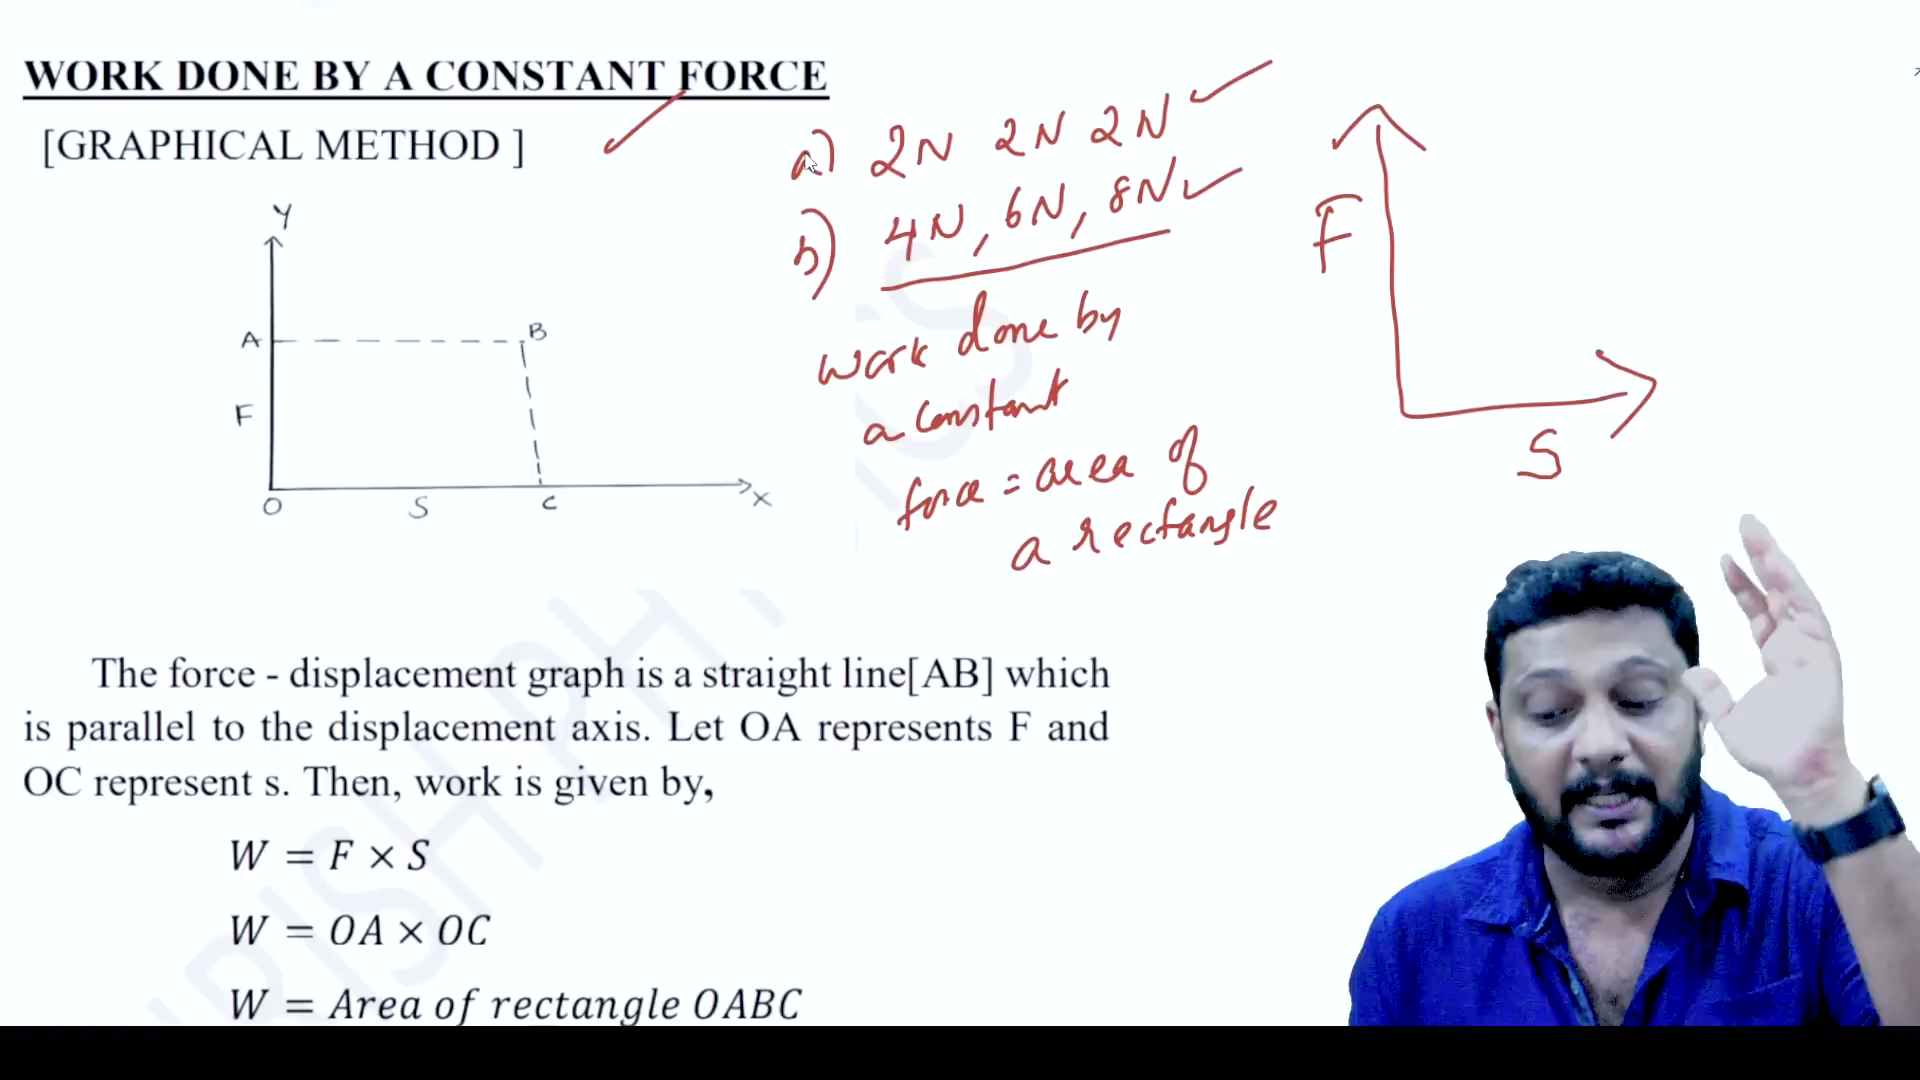 WORK DONE BY A CONSTANT FORCE
[GRAPHICAL METHOD ]
Y
A
B
F
O
S
C
X
a) 2N 2N 2N
b) 4N, 6N, 8N
work done by
a constant
force = area of
a rectangle
F
S
The force - displacement graph is a straight line[AB] which
is parallel to the displacement axis. Let OA represents F and
OC represent s. Then, work is given by,
W = F × S
W = OA × OC
W = Area of rectangle OABC